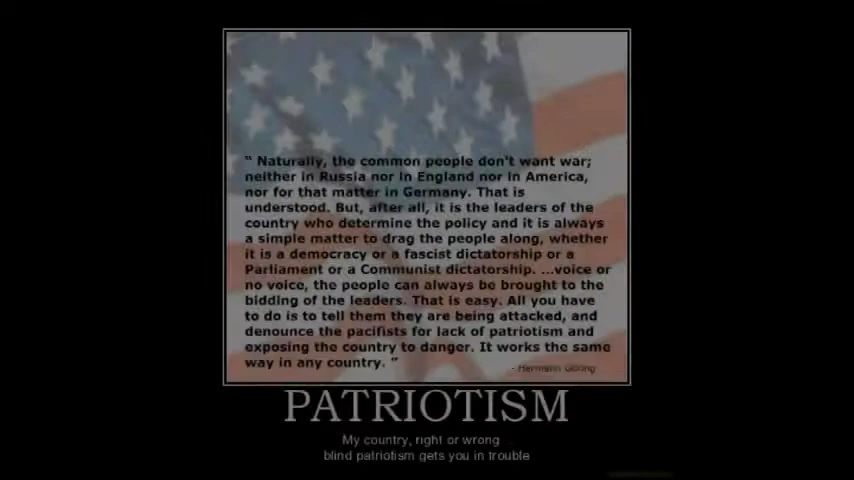 " Naturally, the common people don't want war;
neither in Russia nor in England nor in America,
nor for that matter in Germany. That is
understood. But, after all, it is the leaders of the
country who determine the policy and it is always
a simple matter to drag the people along, whether
it is a democracy or a fascist dictatorship or a
Parliament or a Communist dictatorship. ...voice or
no voice, the people can always be brought to the
bidding of the leaders. That is easy. All you have
to do is to tell them they are being attacked, and
denounce the pacifists for lack of patriotism and
exposing the country to danger. It works the same
way in any country. "
- Hermann Göring
PATRIOTISM
My country, right or wrong
blind patriotism gets you in trouble